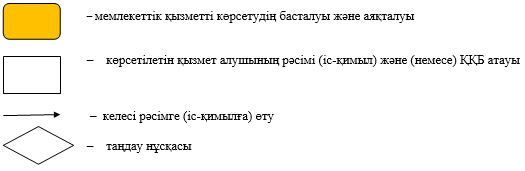 – мемлекеттік қызметті көрсетудің басталуы және аяқталуы
– көрсетілетін қызмет алушының рәсімі (іс-қимыл) және (немесе) ҚҚБ атауы
– келесі рәсімге (іс-қимылға) өту
– таңдау нұсқасы